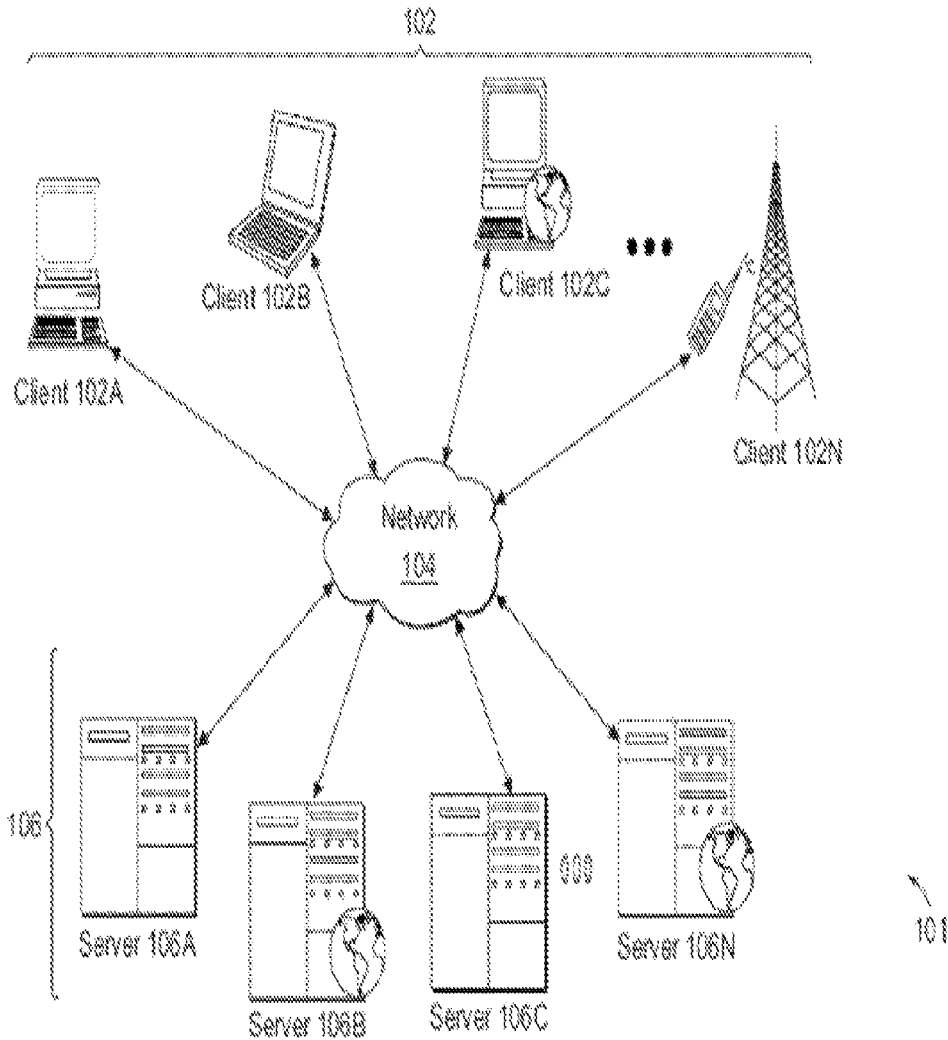 102
Client 102A
Client 102B
Client 102C
Client 102N
Network
104
106
Server 106A
Server 106B
Server 106C
Server 106N
101